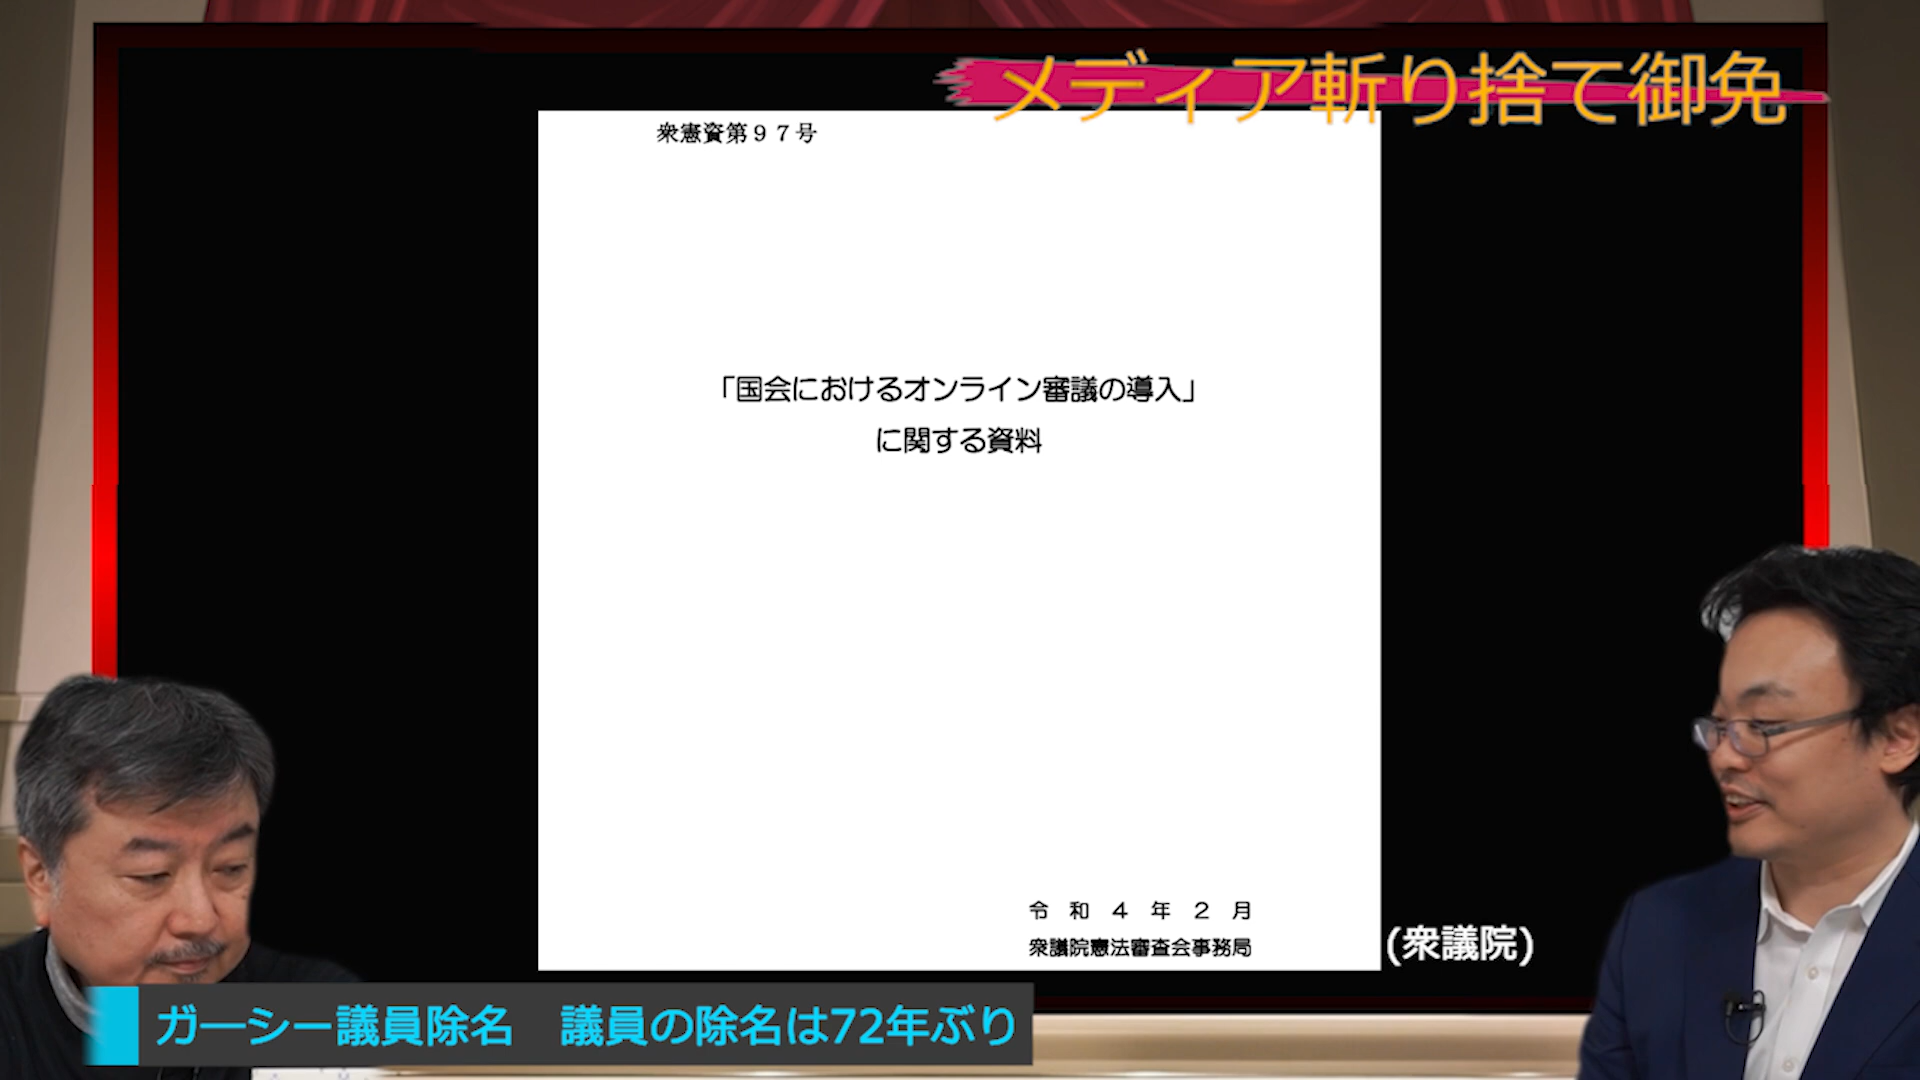 メディア斬り捨て御免
衆憲資第９７号
「国会におけるオンライン審議の導入」
に関する資料
令和４年２月
衆議院憲法審査会事務局
(衆議院)
ガーシー議員除名　議員の除名は72年ぶり